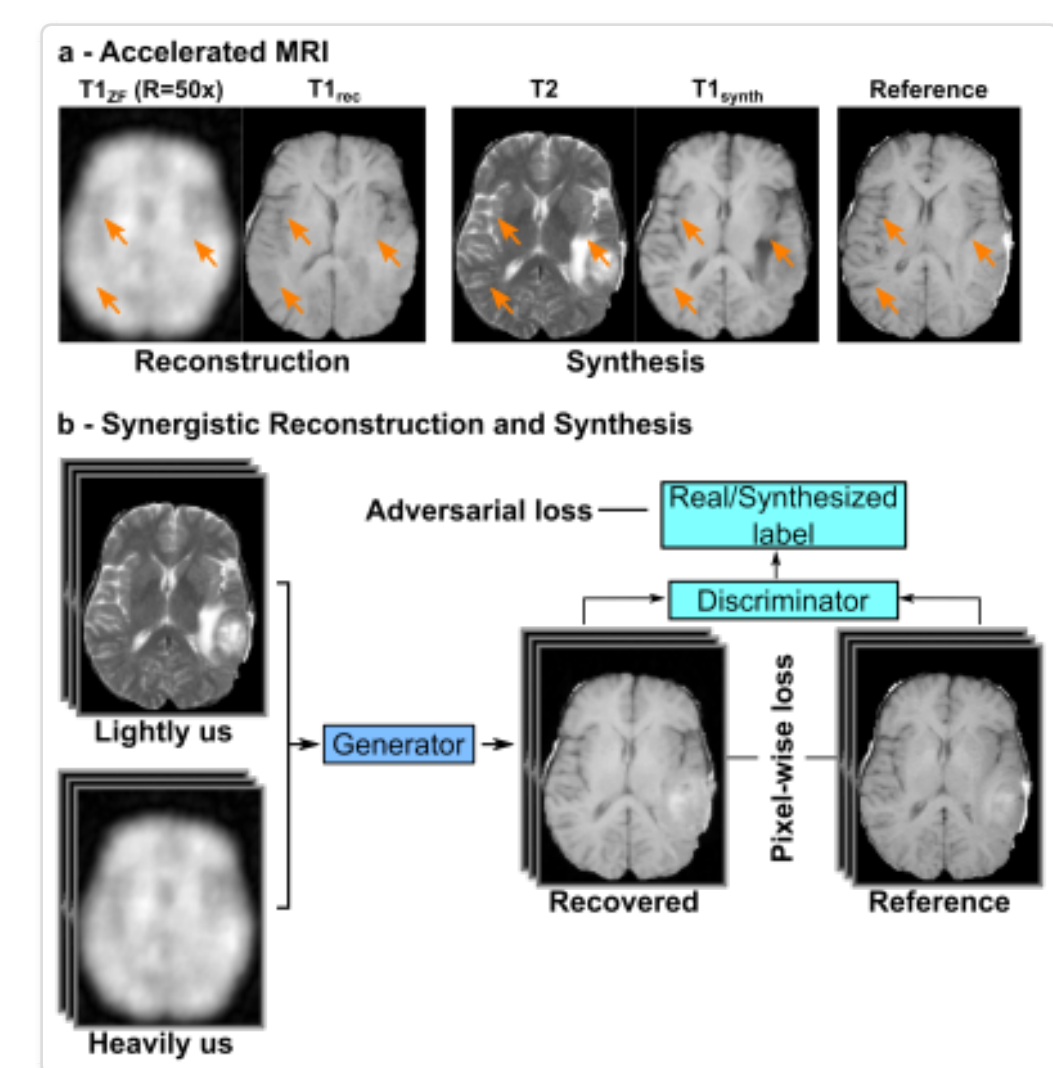 a - Accelerated MRI
T1ZF (R=50x) T1rec T2 T1synth Reference
Reconstruction Synthesis
b - Synergistic Reconstruction and Synthesis
Adversarial loss
Real/Synthesized
label
Discriminator
Lightly us
Generator
Pixel-wise loss
Recovered Reference
Heavily us